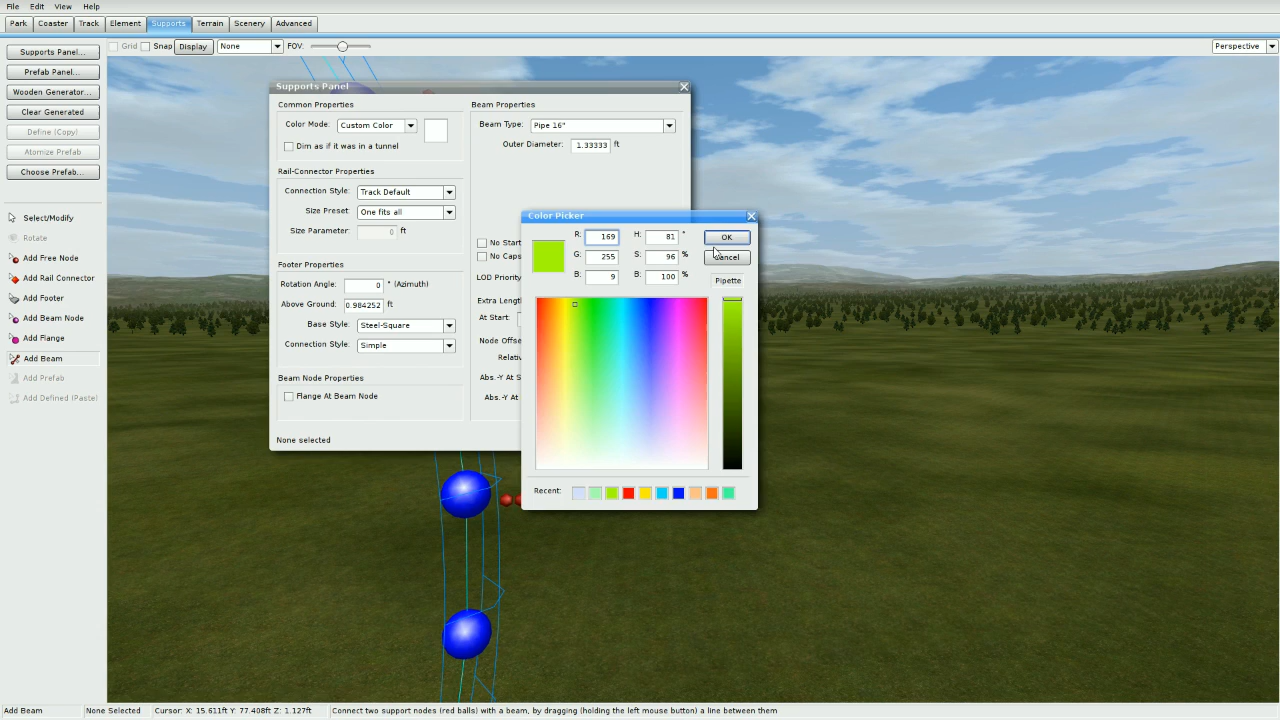 File Edit View Help
Park Coaster Track Element Supports Terrain Scenery Advanced
Grid Snap Display None FOV: Perspective
Supports Panel...
Prefab Panel...
Wooden Generator...
Clear Generated
Define (Copy)
Atomize Prefab
Choose Prefab...
Select/Modify
Rotate
Add Free Node
Add Rail Connector
Add Footer
Add Beam Node
Add Flange
Add Beam
Add Prefab
Add Defined (Paste)
Supports Panel
Common Properties
Color Mode: Custom Color
Dim as if it was in a tunnel
Rail-Connector Properties
Connection Style: Track Default
Size Preset: One fits all
Size Parameter: 0 ft
Footer Properties
Rotation Angle: 0 ° (Azimuth)
Above Ground: 0.984252 ft
Base Style: Steel-Square
Connection Style: Simple
Beam Node Properties
Flange At Beam Node
None selected
Beam Properties
Beam Type: Pipe 16"
Outer Diameter: 1.33333 ft
No Start
No Caps
LOD Priority
Extra Length
At Start:
Node Offse
Relativ
Abs.-Y At S
Abs.-Y At
Color Picker
R: 169 H: 81 °
G: 255 S: 96 %
B: 9 B: 100 %
OK
Cancel
Pipette
Recent:
Add Beam None Selected Cursor: X: 15.611ft Y: 77.408ft Z: 1.127ft Connect two support nodes (red balls) with a beam, by dragging (holding the left mouse button) a line between them